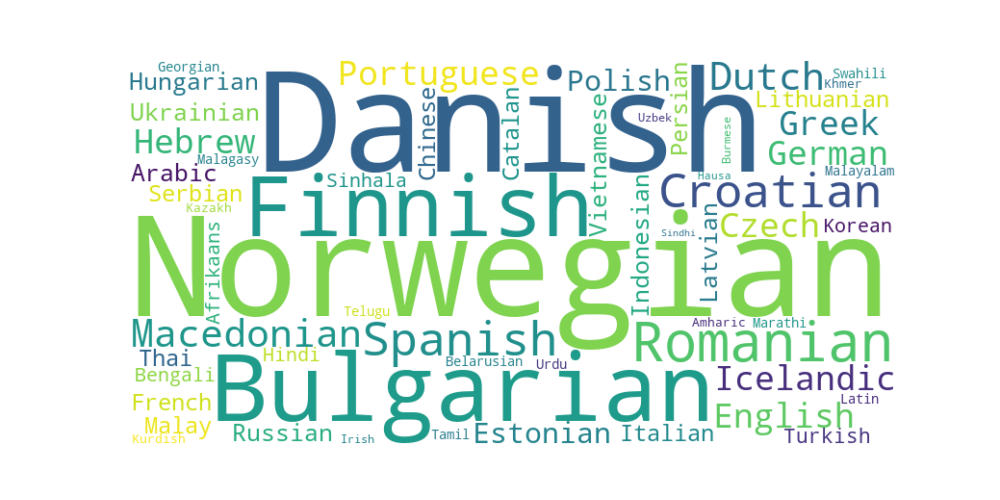 Georgian
Hungarian
Portuguese
Danish
Polish
Dutch
Swahili
Khmer
Ukrainian
Chinese
Catalan
Vietnamese
Uzbek
Persian
Burmese
Lithuanian
Greek
Hebrew
Malagasy
German
Arabic
Sinhala
Finnish
Hausa
Malayalam
Serbian
Kazakh
Croatian
Czech
Korean
Afrikaans
Norwegian
Indonesian
Sindhi
Latvian
Telugu
Amharic
Marathi
Macedonian
Spanish
Romanian
Thai
Hindi
Belarusian
Urdu
Bengali
Bulgarian
Icelandic
French
Latin
Malay
English
Kurdish
Russian
Irish
Tamil
Estonian
Italian
Turkish